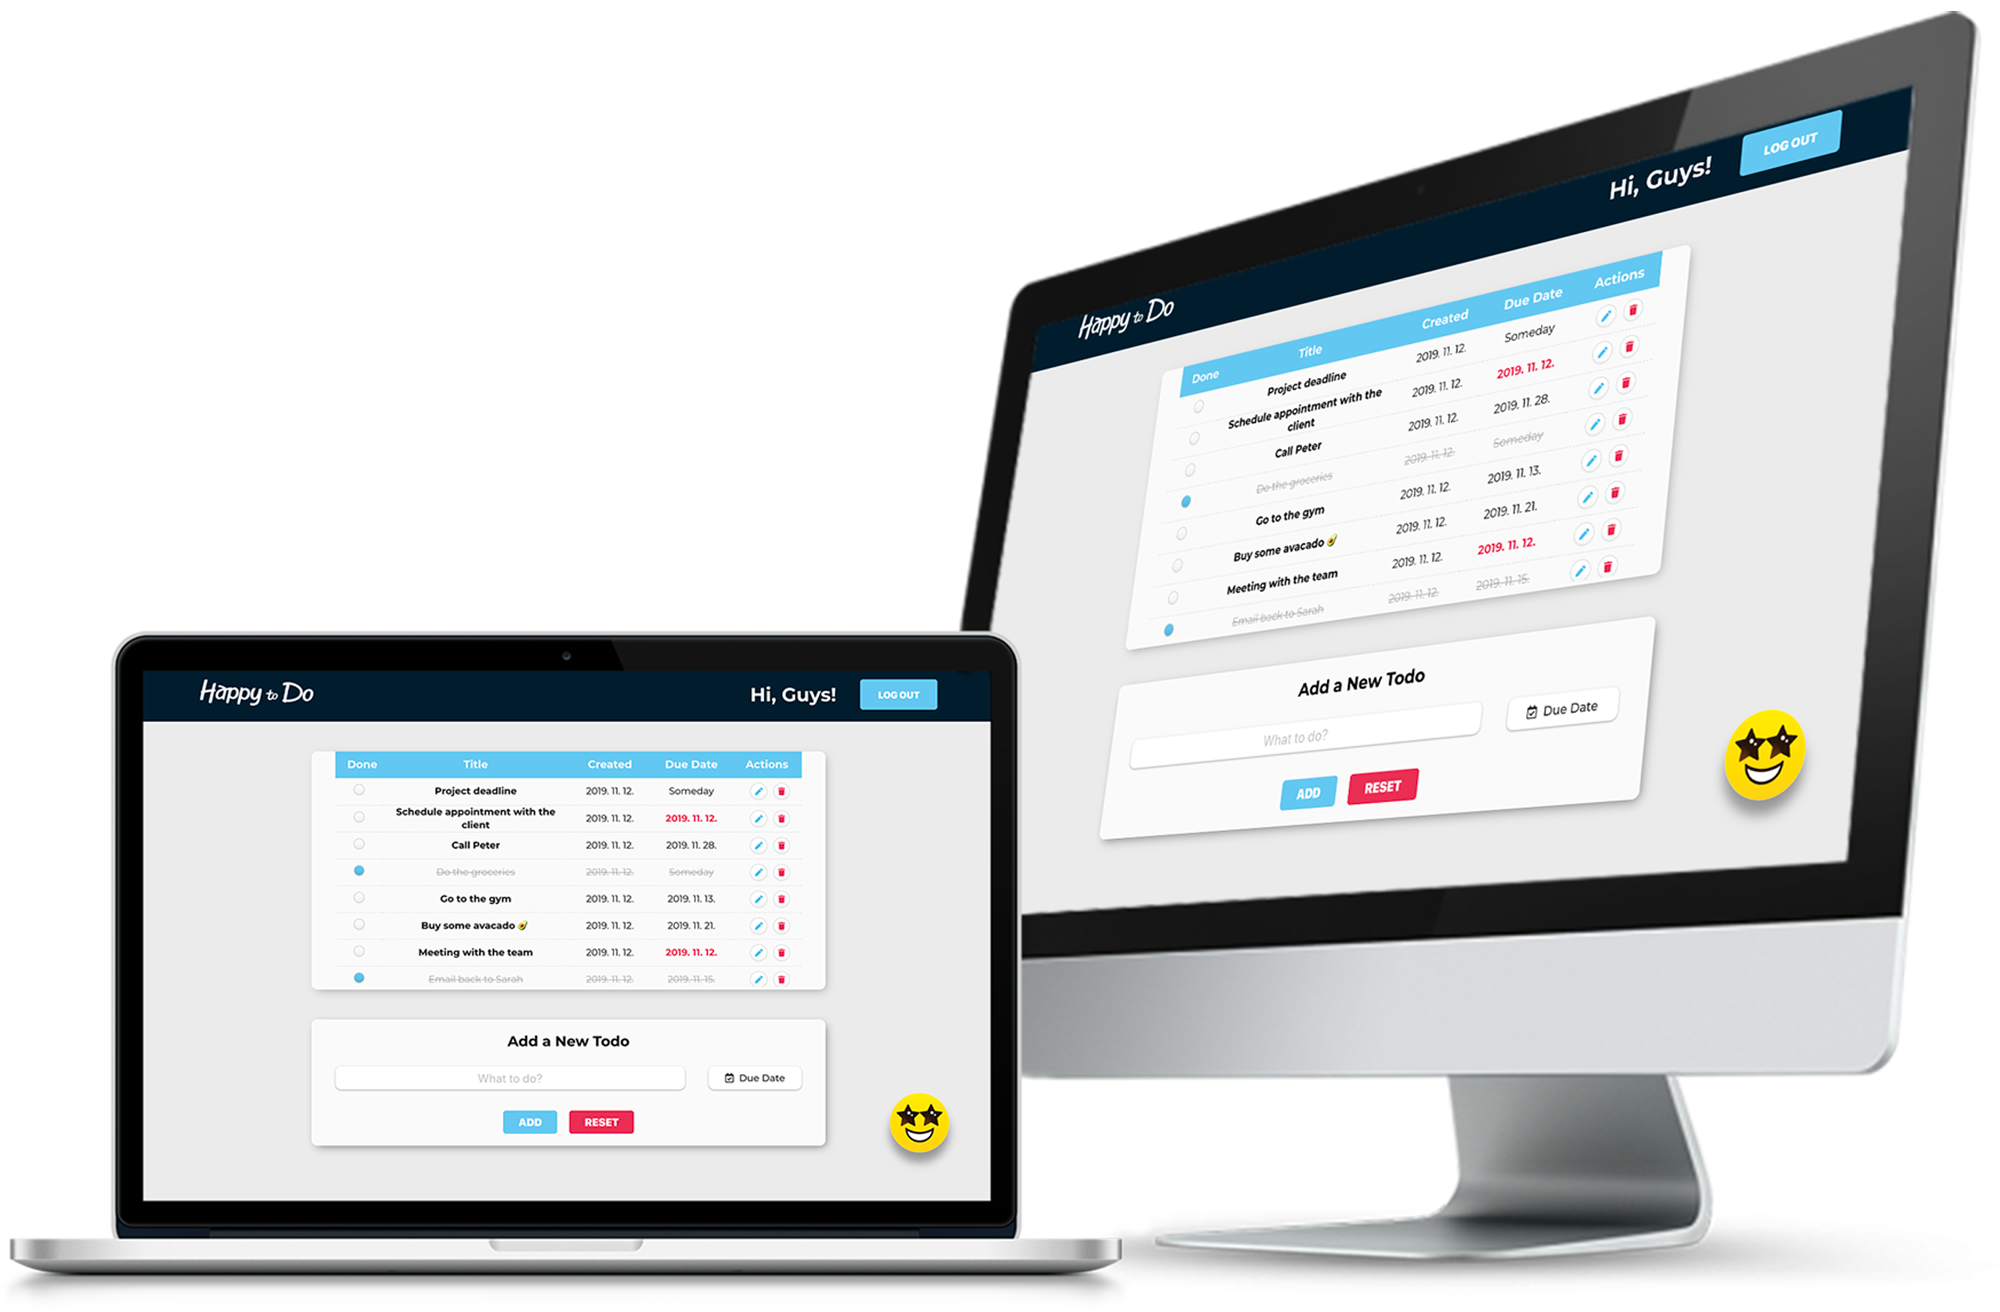 Happy to Do
Hi, Guys!
LOG OUT
Done Title Created Due Date Actions
Project deadline 2019. 11. 12. Someday
Schedule appointment with the
client 2019. 11. 12. 2019. 11. 12.
Call Peter 2019. 11. 12. 2019. 11. 28.
Do the groceries 2019. 11. 12. Someday
Go to the gym 2019. 11. 12. 2019. 11. 13.
Buy some avacado 🥑 2019. 11. 12. 2019. 11. 21.
Meeting with the team 2019. 11. 12. 2019. 11. 12.
Email back to Sarah 2019. 11. 12. 2019. 11. 15.
Add a New Todo
What to do?
Due Date
ADD RESET
Happy to Do
Hi, Guys!
LOG OUT
Done Title Created Due Date Actions
Project deadline 2019. 11. 12. Someday
Schedule appointment with the
client 2019. 11. 12. 2019. 11. 12.
Call Peter 2019. 11. 12. 2019. 11. 28.
Do the groceries 2019. 11. 12. Someday
Go to the gym 2019. 11. 12. 2019. 11. 13.
Buy some avacado 🥑 2019. 11. 12. 2019. 11. 21.
Meeting with the team 2019. 11. 12. 2019. 11. 12.
Email back to Sarah 2019. 11. 12. 2019. 11. 15.
Add a New Todo
What to do?
Due Date
ADD RESET